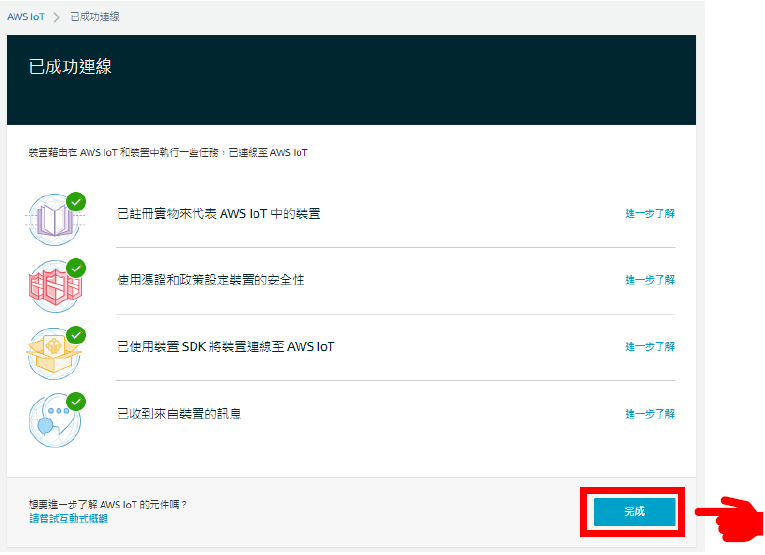 AWS IoT > 已成功連線
已成功連線
裝置藉由在 AWS IoT 和裝置中執行一些任務，已連線至 AWS IoT
已註冊實物來代表 AWS IoT 中的裝置 進一步了解
使用憑證和政策設定裝置的安全性 進一步了解
已使用裝置 SDK 將裝置連線至 AWS IoT 進一步了解
已收到來自裝置的訊息 進一步了解
想要進一步了解 AWS IoT 的元件嗎？
請嘗試互動式概觀
完成